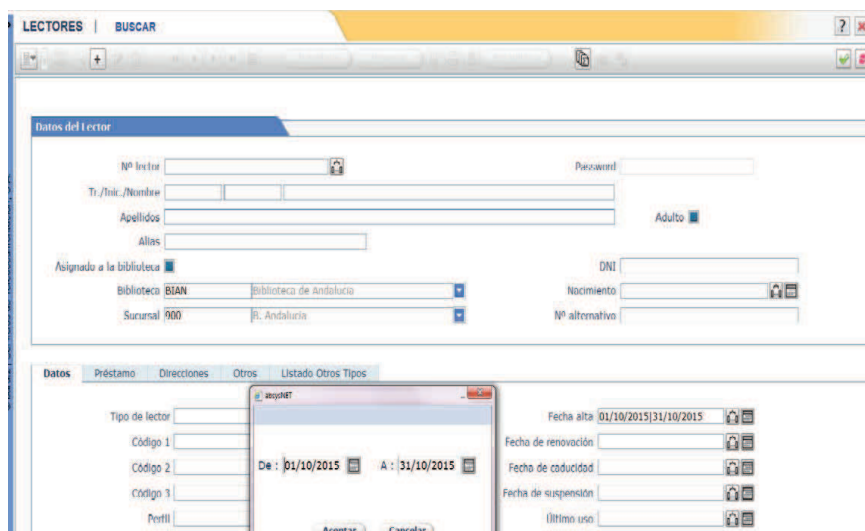 LECTORES | BUSCAR
?
+
Datos del Lector
Nº lector
Password
Tr./Inic./Nombre
Apellidos
Adulto
Alias
Asignado a la biblioteca
DNI
Biblioteca BIAN Biblioteca de Andalucia
Nacimiento
Sucursal 900 B. Andalucia
Nº alternativo
Datos Préstamo Direcciones Otros Listado Otros Tipos
absysNET
Tipo de lector
Fecha alta 01/10/2015|31/10/2015
Código 1
Fecha de renovación
Código 2
De : 01/10/2015 A : 31/10/2015
Fecha de caducidad
Código 3
Fecha de suspensión
Perfil
Aceptar Cancelar
Último uso